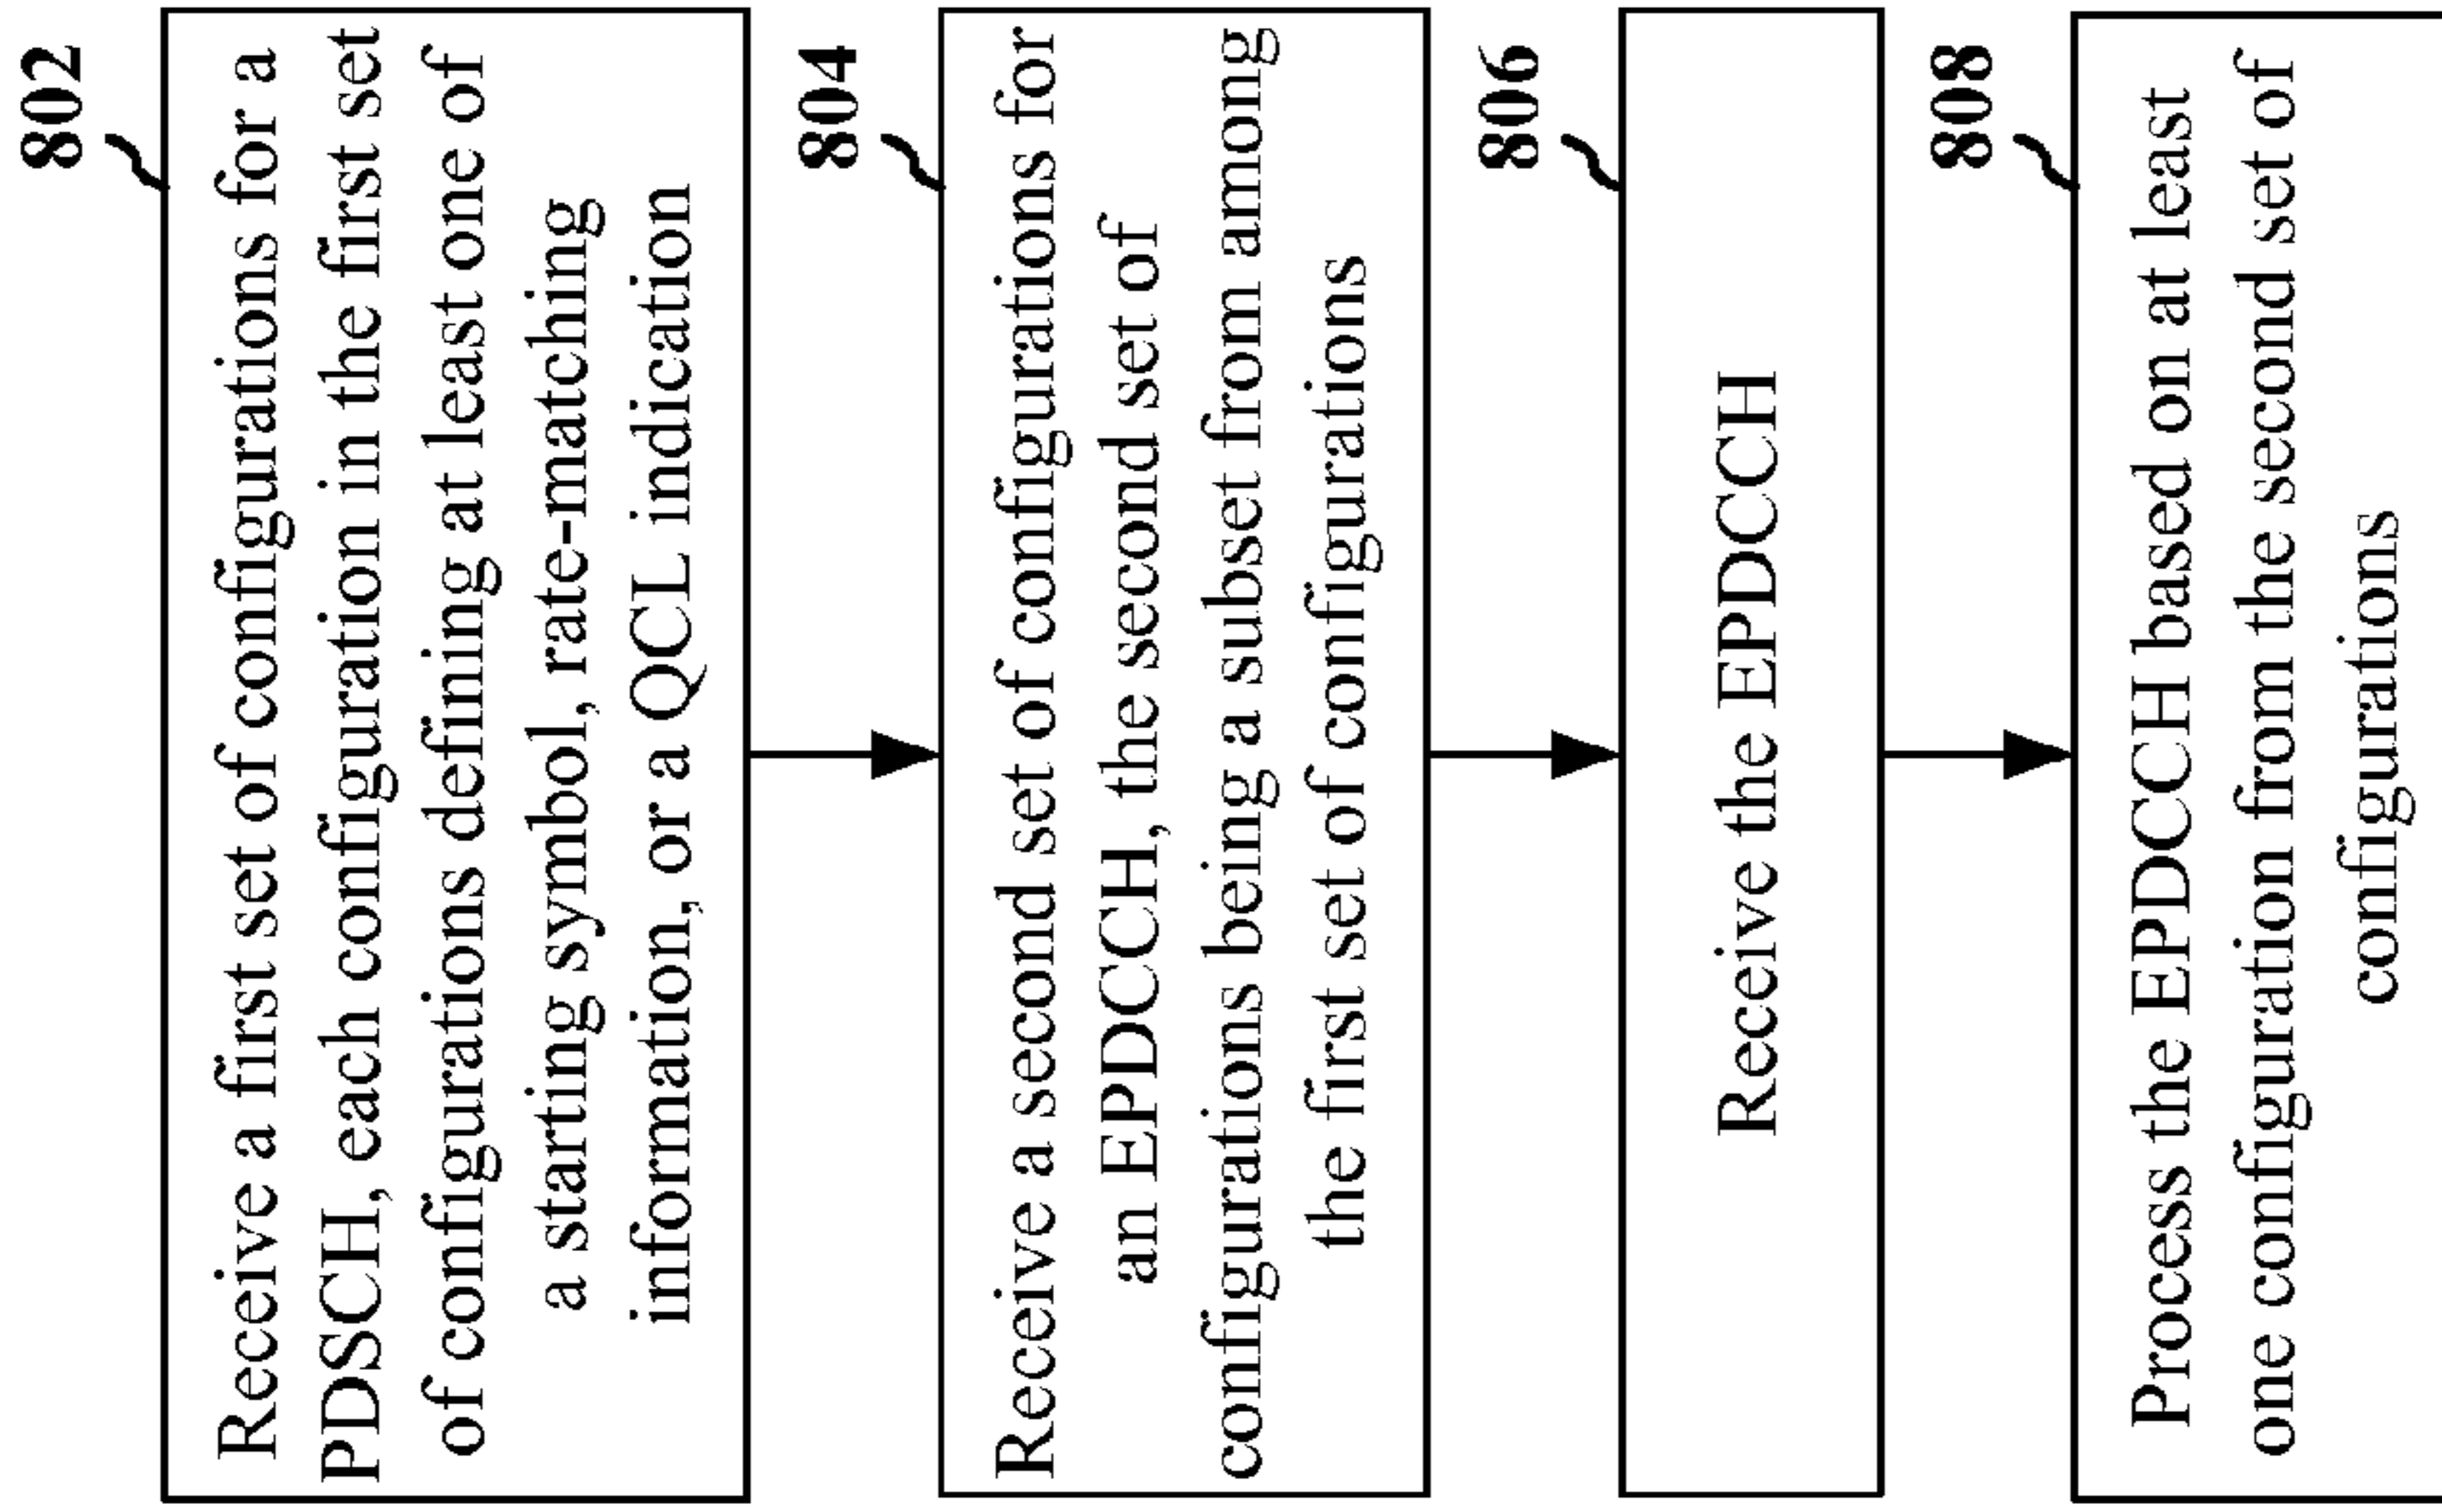 802
Receive a first set of configurations for a
PDSCH, each configuration in the first set
of configurations defining at least one of
a starting symbol, rate-matching
information, or a QCL indication
804
Receive a second set of configurations for
an EPDCCH, the second set of
configurations being a subset from among
the first set of configurations
806
Receive the EPDCCH
808
Process the EPDCCH based on at least
one configuration from the second set of
configurations